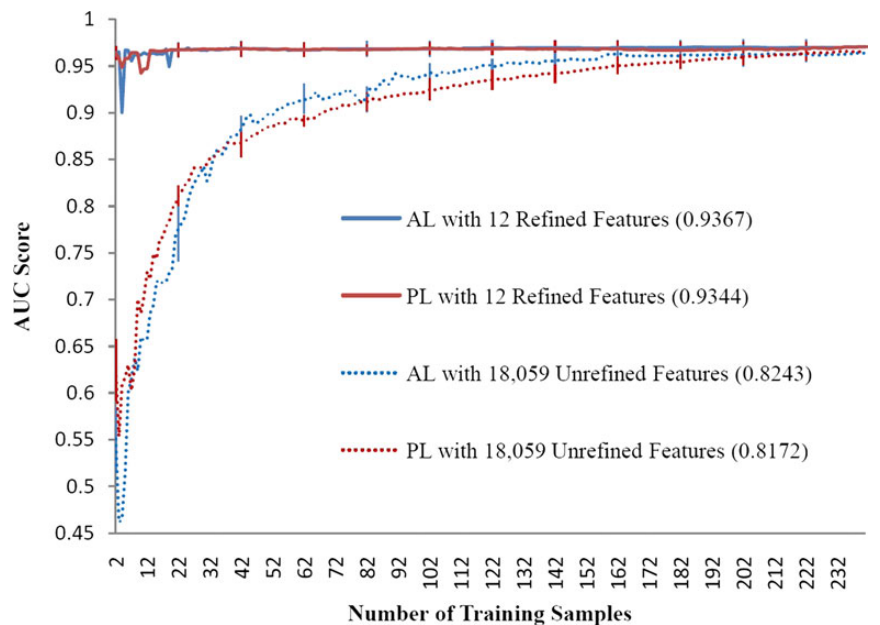 1
0.95
0.9
0.85
0.8
0.75
0.7
0.65
0.6
0.55
0.5
0.45
AUC Score
AL with 12 Refined Features (0.9367)
PL with 12 Refined Features (0.9344)
AL with 18,059 Unrefined Features (0.8243)
PL with 18,059 Unrefined Features (0.8172)
2 12 22 32 42 52 62 72 82 92 102 112 122 132 142 152 162 172 182 192 202 212 222 232
Number of Training Samples